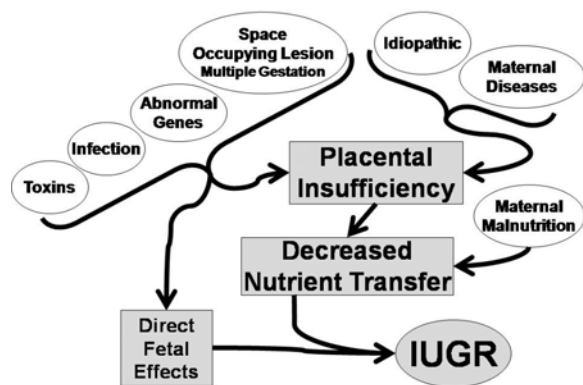 Space
Occupying Lesion
Multiple Gestation
Idiopathic
Maternal
Diseases
Abnormal
Genes
Infection
Toxins
Placental
Insufficiency
Maternal
Malnutrition
Decreased
Nutrient Transfer
Direct
Fetal
Effects
IUGR